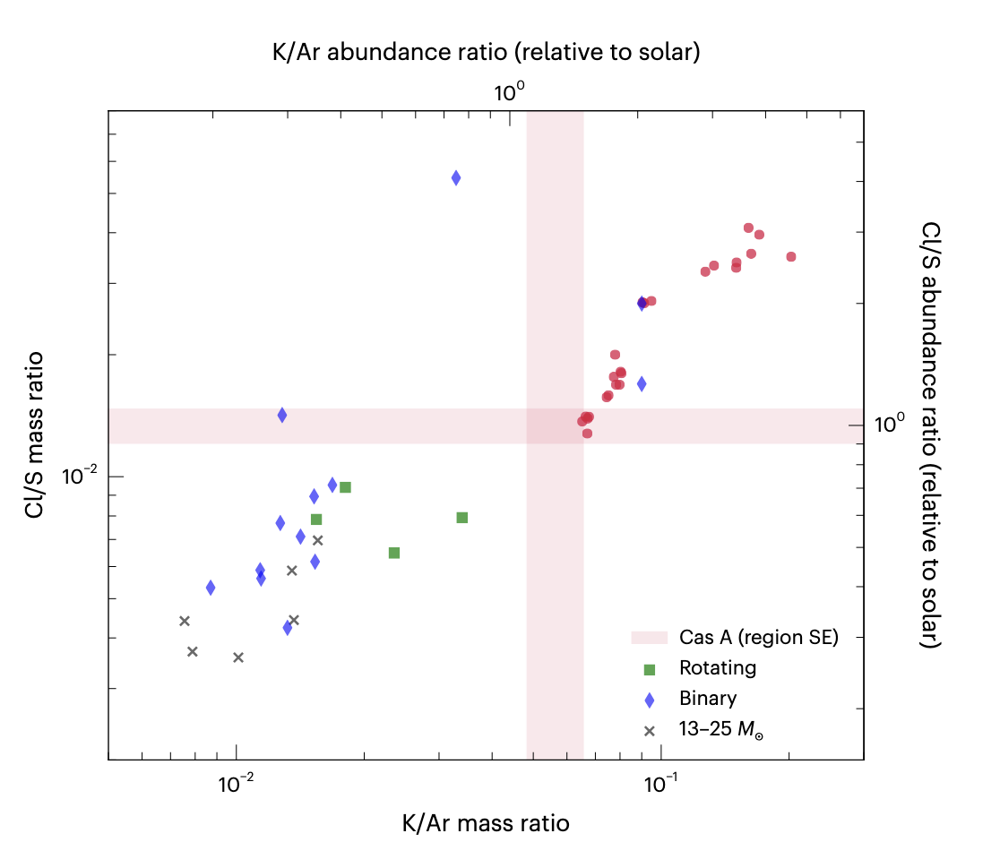 K/Ar abundance ratio (relative to solar)
10⁰
Cl/S mass ratio
10⁻²
10⁰
Cl/S abundance ratio (relative to solar)
Cas A (region SE)
Rotating
Binary
13–25 M☉
10⁻²
10⁻¹
K/Ar mass ratio